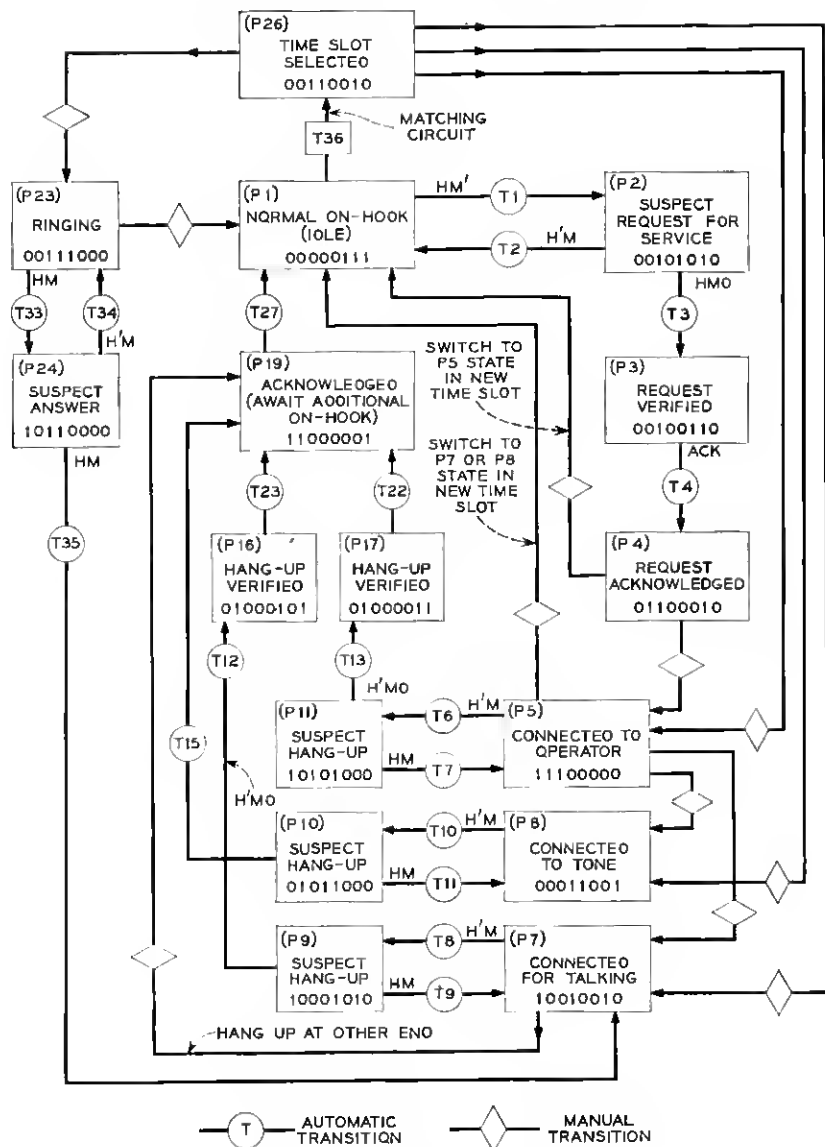 (P26)
TIME SLOT
SELECTED
00110010
MATCHING
CIRCUIT
T36
(P23)
RINGING
00111000
HM
T33
T34
H'M
(P24)
SUSPECT
ANSWER
10110000
HM
T35
(P1)
NORMAL ON-HOOK
(IDLE)
00000111
HM'
T1
T2
H'M
(P2)
SUSPECT
REQUEST FOR
SERVICE
00101010
HMO
T3
(P3)
REQUEST
VERIFIED
00100110
ACK
T4
(P4)
REQUEST
ACKNOWLEDGED
01100010
T27
(P19)
ACKNOWLEDGED
(AWAIT ADDITIONAL
ON-HOOK)
11000001
SWITCH TO
P5 STATE
IN NEW
TIME SLOT
SWITCH TO
P7 OR P8
STATE IN
NEW TIME
SLOT
T23
T22
(P16)
HANG-UP
VERIFIED
01000101
(P17)
HANG-UP
VERIFIED
01000011
T12
T13
H'MO
T15
H'MO
(P11)
SUSPECT
HANG-UP
10101000
T6
H'M
HM
T7
(P5)
CONNECTED TO
OPERATOR
11100000
(P10)
SUSPECT
HANG-UP
01011000
T10
H'M
HM
T11
(P8)
CONNECTED
TO TONE
00011001
(P9)
SUSPECT
HANG-UP
10001010
T8
H'M
HM
T9
(P7)
CONNECTED
FOR TALKING
10010010
HANG UP AT OTHER END
T
AUTOMATIC
TRANSITION
MANUAL
TRANSITION